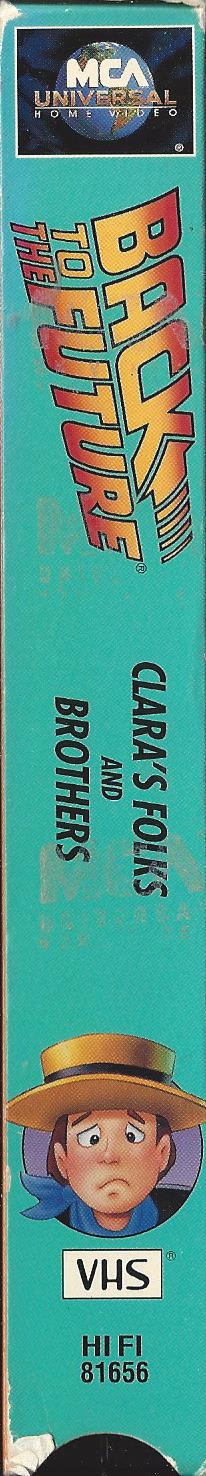 MCA
UNIVERSAL
HOME VIDEO
®
BACK
TO THE FUTURE®
CLARA'S FOLKS
AND
BROTHERS
VHS®
HI FI
81656